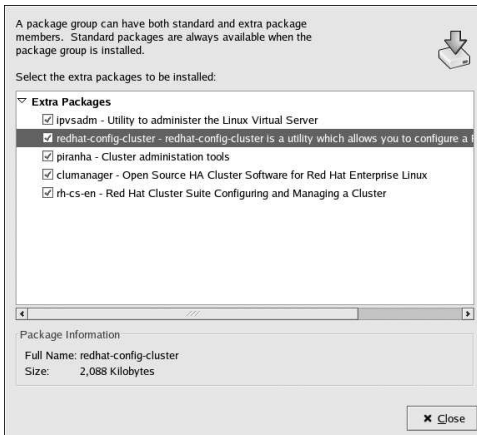 A package group can have both standard and extra package
members. Standard packages are always available when the
package group is installed.
Select the extra packages to be installed:
Extra Packages
ipvsadm - Utility to administer the Linux Virtual Server
redhat-config-cluster - redhat-config-cluster is a utility which allows you to configure a
piranha - Cluster administation tools
clumanager - Open Source HA Cluster Software for Red Hat Enterprise Linux
rh-cs-en - Red Hat Cluster Suite Configuring and Managing a Cluster
Package Information
Full Name: redhat-config-cluster
Size: 2,088 Kilobytes
Close